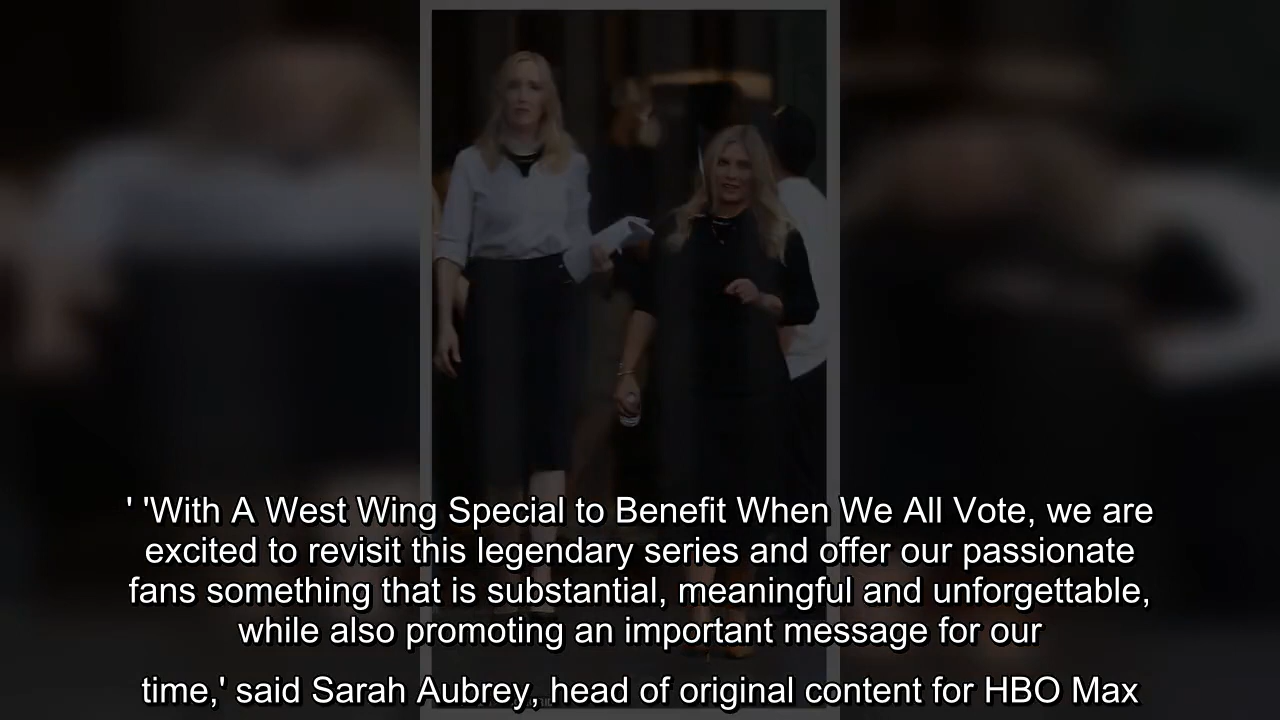 ' 'With A West Wing Special to Benefit When We All Vote, we are
excited to revisit this legendary series and offer our passionate
fans something that is substantial, meaningful and unforgettable,
while also promoting an important message for our
time,' said Sarah Aubrey, head of original content for HBO Max